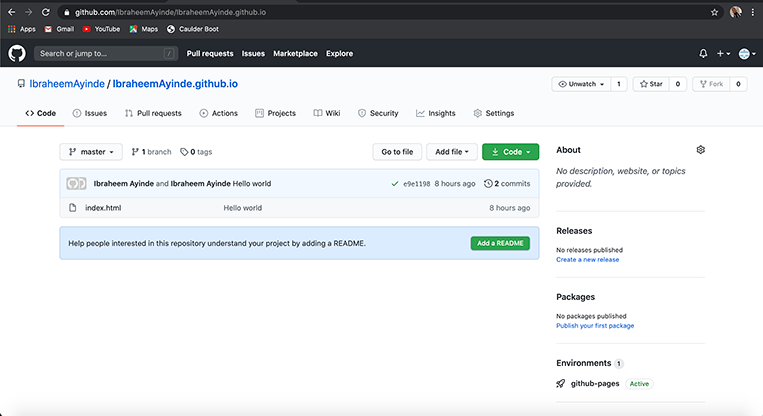 github.com/IbraheemAyinde/IbraheemAyinde.github.io
Apps Gmail YouTube Maps Caulder Boot
Search or jump to... / Pull requests Issues Marketplace Explore
IbraheemAyinde / IbraheemAyinde.github.io
Unwatch 1 Star 0 Fork 0
Code Issues Pull requests Actions Projects Wiki Security Insights Settings
master 1 branch 0 tags Go to file Add file Code
Ibraheem Ayinde and Ibraheem Ayinde Hello world e9e1198 8 hours ago 2 commits
index.html Hello world 8 hours ago
Help people interested in this repository understand your project by adding a README. Add a README
About
No description, website, or topics
provided.
Releases
No releases published
Create a new release
Packages
No packages published
Publish your first package
Environments 1
github-pages Active